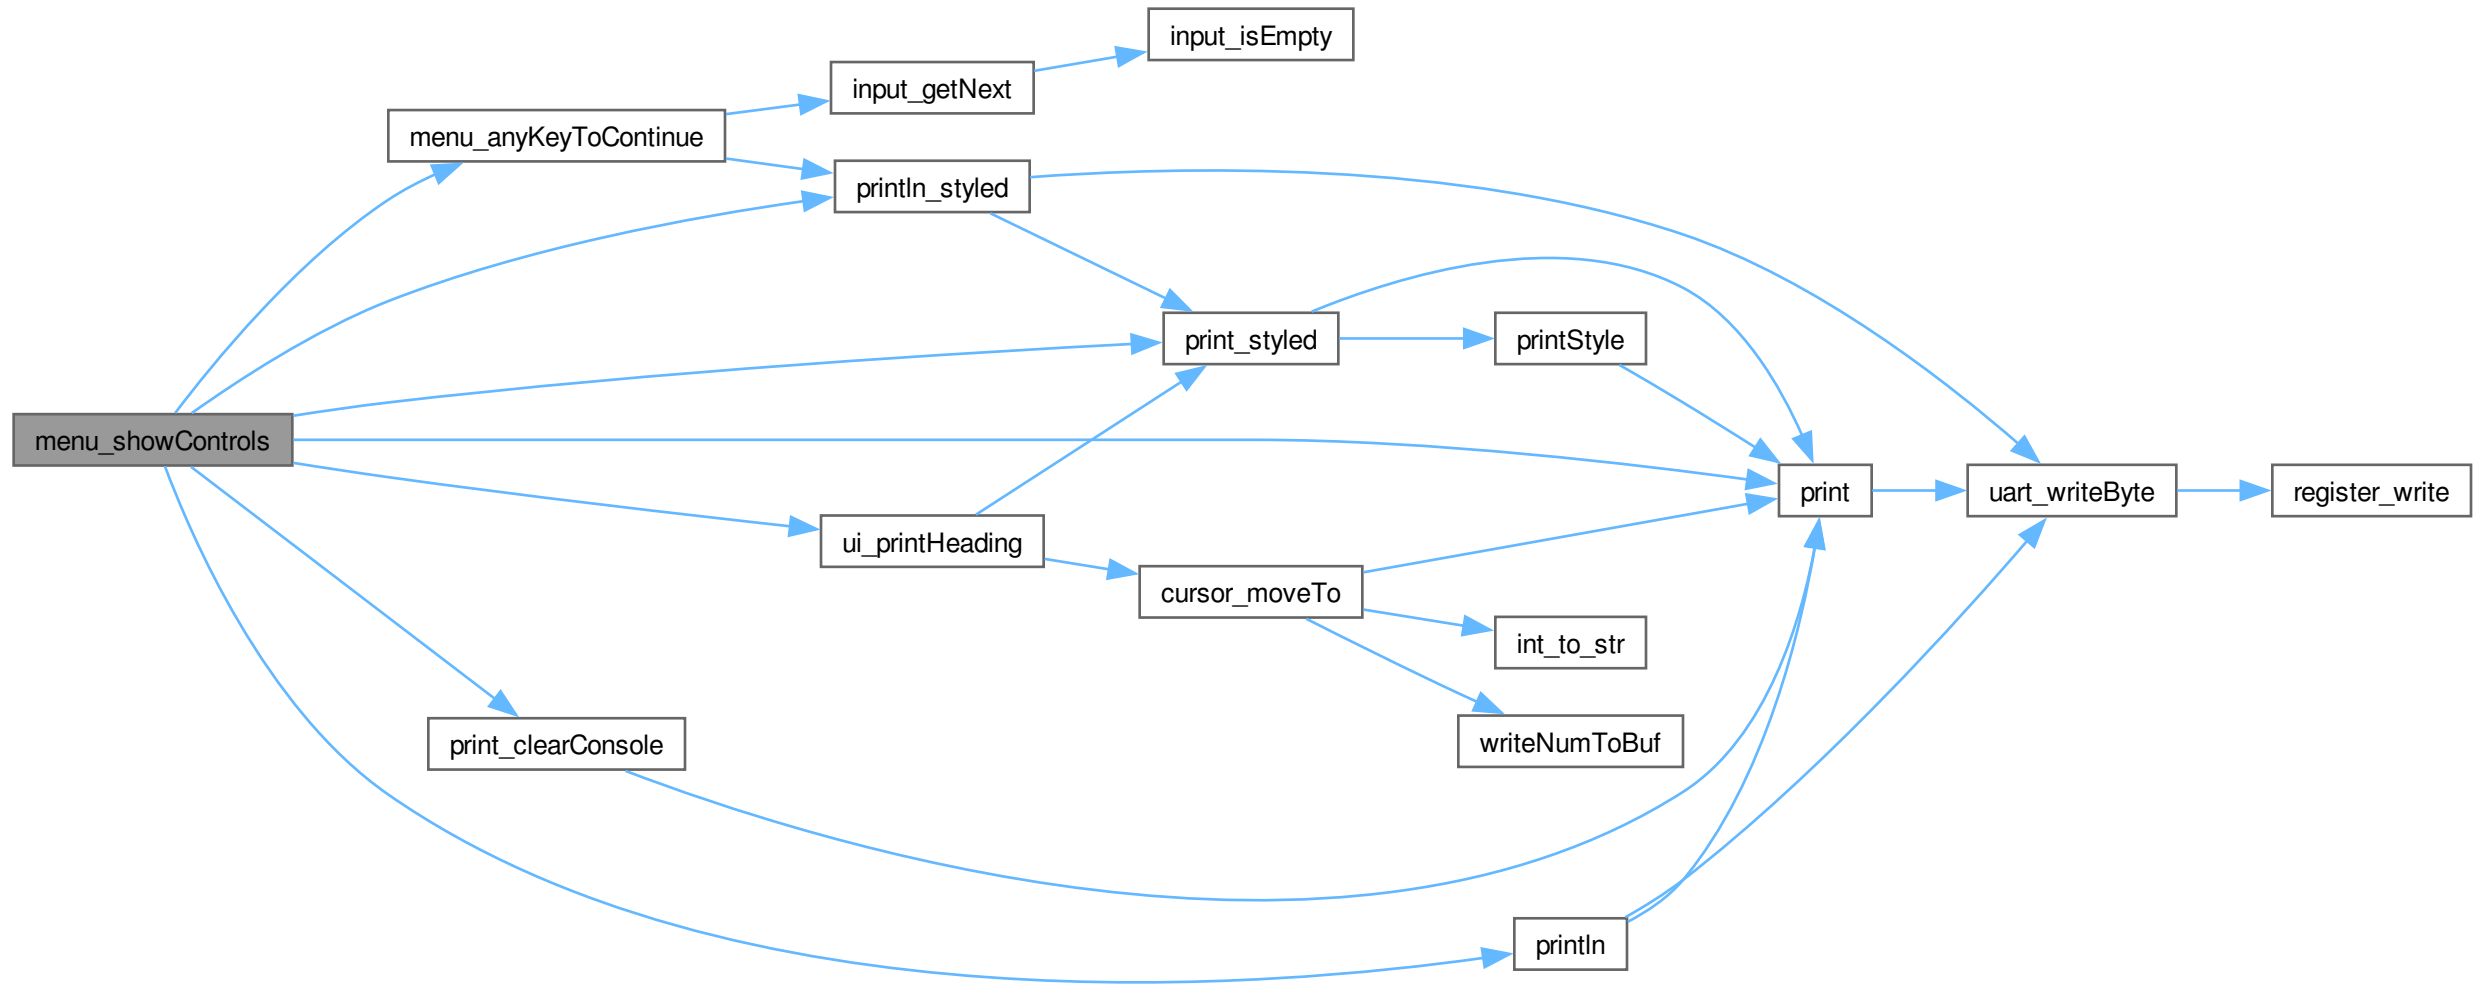 input_isEmpty
input_getNext
menu_anyKeyToContinue
println_styled
print_styled
printStyle
menu_showControls
print
uart_writeByte
register_write
ui_printHeading
cursor_moveTo
int_to_str
print_clearConsole
writeNumToBuf
println